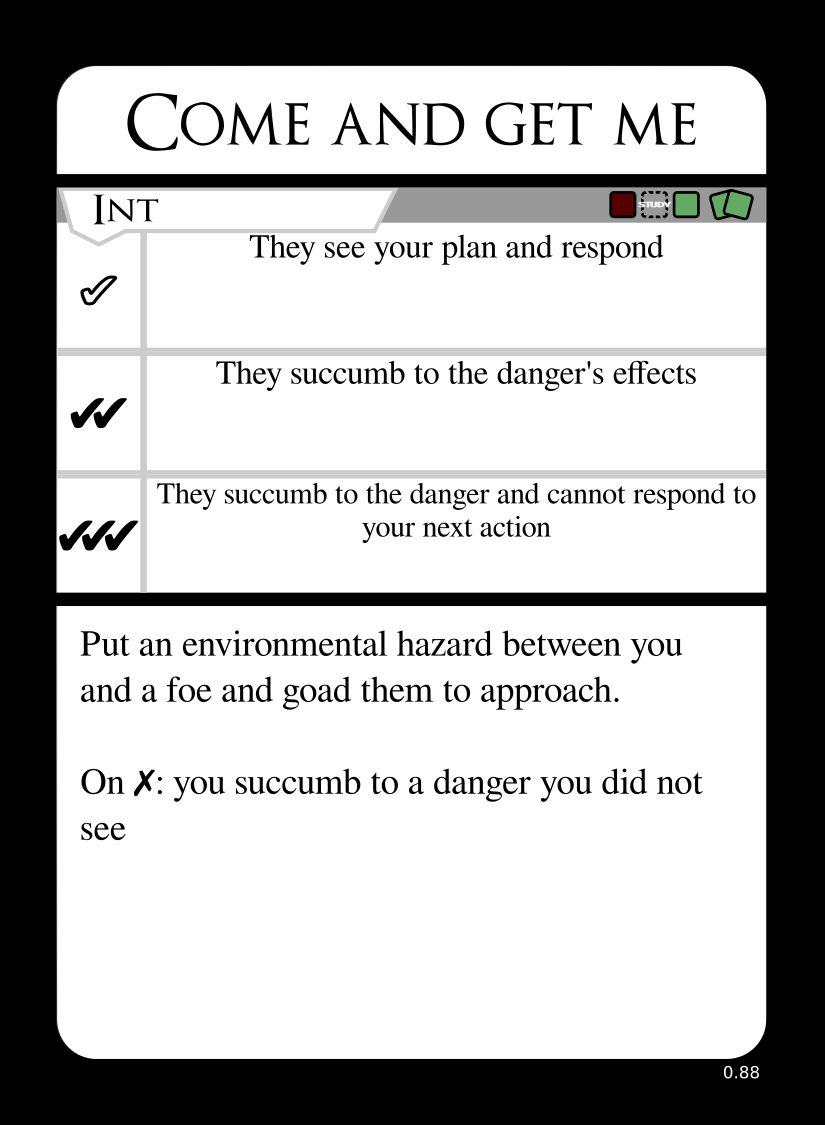 COME AND GET ME
INT
STUDY
They see your plan and respond
✓
They succumb to the danger's effects
✔✔
They succumb to the danger and cannot respond to
your next action
✔✔✔
Put an environmental hazard between you
and a foe and goad them to approach.
On ✗: you succumb to a danger you did not
see
0.88